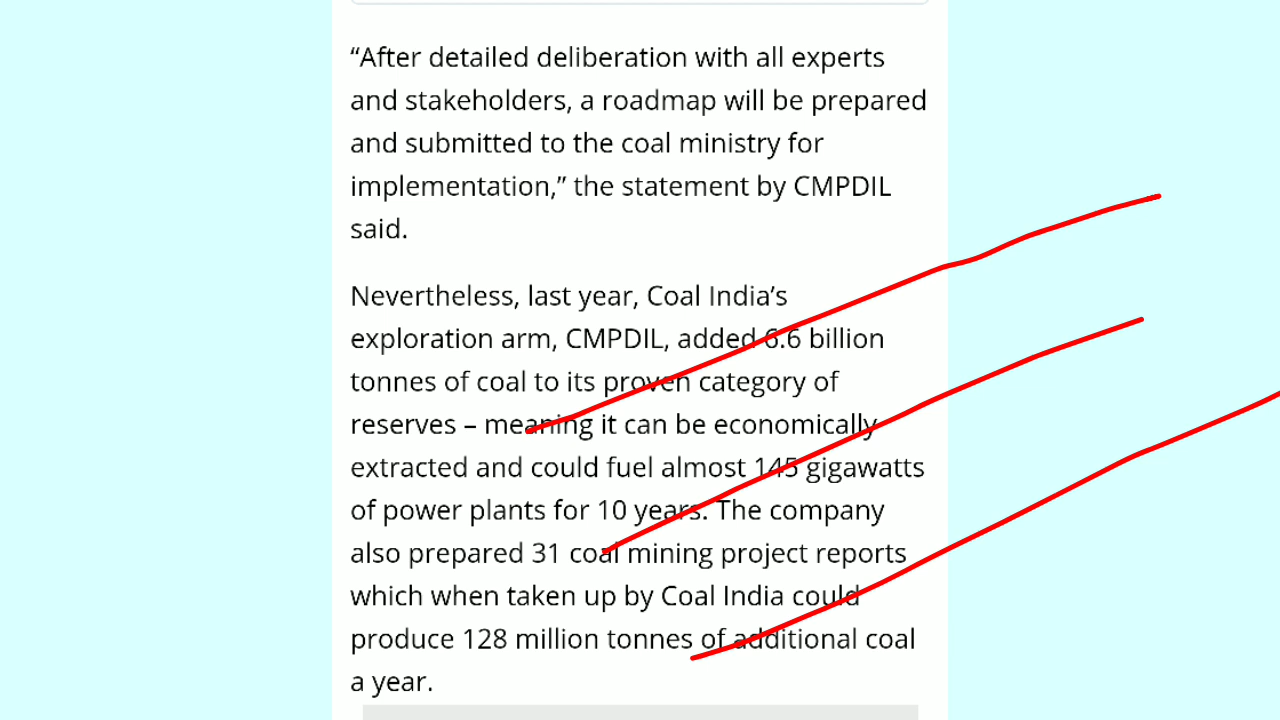 “After detailed deliberation with all experts
and stakeholders, a roadmap will be prepared
and submitted to the coal ministry for
implementation,” the statement by CMPDIL
said.
Nevertheless, last year, Coal India’s
exploration arm, CMPDIL, added 6.6 billion
tonnes of coal to its proven category of
reserves – meaning it can be economically
extracted and could fuel almost 145 gigawatts
of power plants for 10 years. The company
also prepared 31 coal mining project reports
which when taken up by Coal India could
produce 128 million tonnes of additional coal
a year.